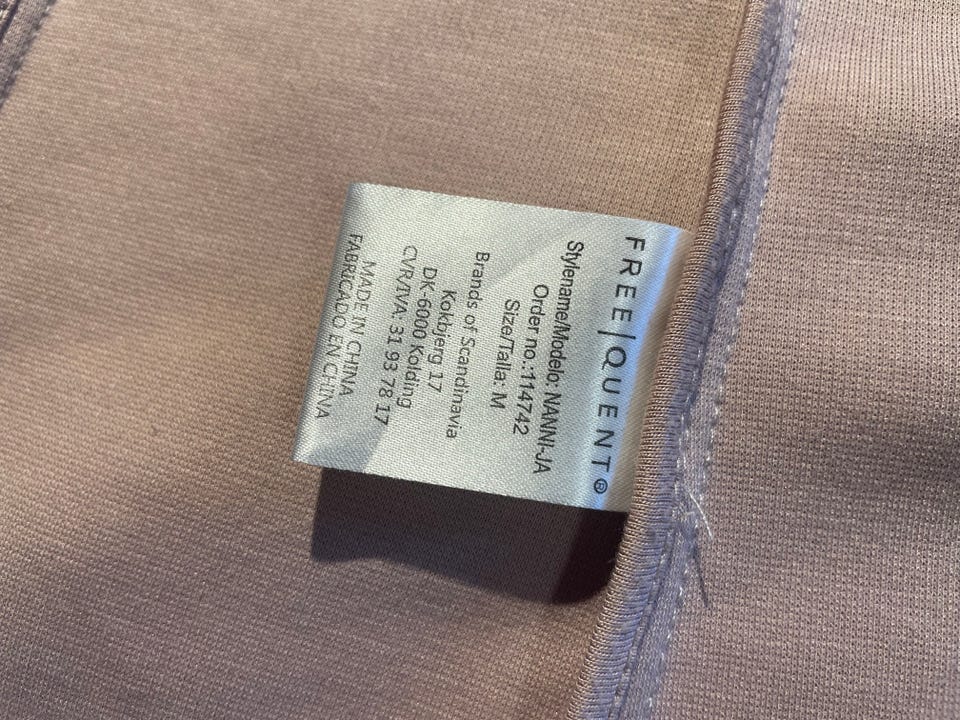 FREE|QUENT®
Stylename/Modelo: NANNI-JA
Order no.:114742
Size/Talla: M
Brands of Scandinavia
Kokbjerg 17
DK-6000 Kolding
CVR/IVA: 31 93 78 17
MADE IN CHINA
FABRICADO EN CHINA